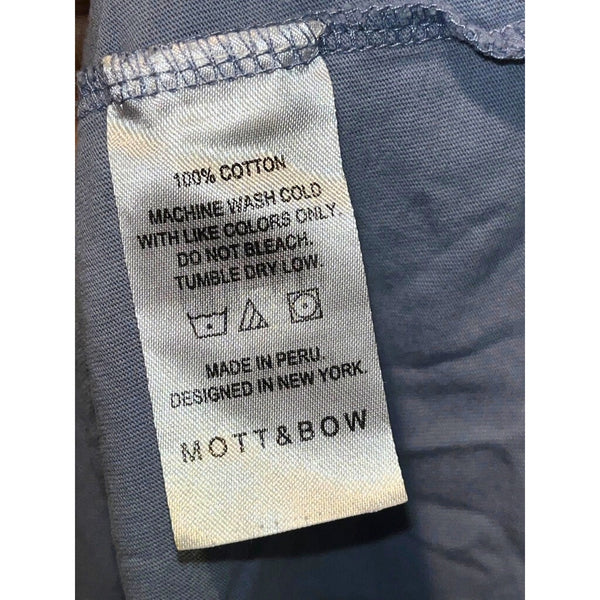 100% COTTON
MACHINE WASH COLD
WITH LIKE COLORS ONLY.
DO NOT BLEACH.
TUMBLE DRY LOW.
MADE IN PERU.
DESIGNED IN NEW YORK.
MOTT&BOW